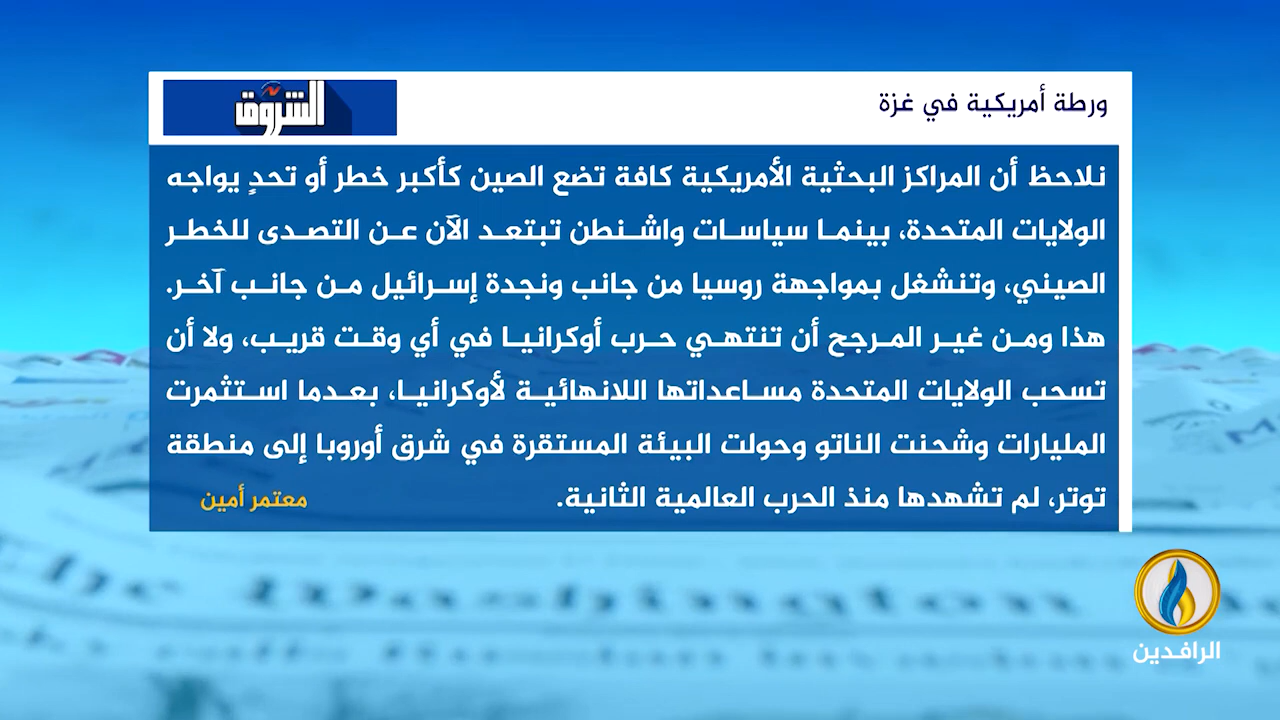 ورطة أمريكية في غزة
الشروق
نلاحظ أن المراكز البحثية الأمريكية كافة تضع الصين كأكبر خطر أو تحدٍ يواجه
الولايات المتحدة، بينما سياسات واشنطن تبتعد الآن عن التصدى للخطر
الصيني، وتنشغل بمواجهة روسيا من جانب ونجدة إسرائيل من جانب آخر.
هذا ومن غير المرجح أن تنتهي حرب أوكرانيا في أي وقت قريب، ولا أن
تسحب الولايات المتحدة مساعداتها اللانهائية لأوكرانيا، بعدما استثمرت
المليارات وشحنت الناتو وحولت البيئة المستقرة في شرق أوروبا إلى منطقة
توتر، لم تشهدها منذ الحرب العالمية الثانية.
معتمر أمين
الرافدين